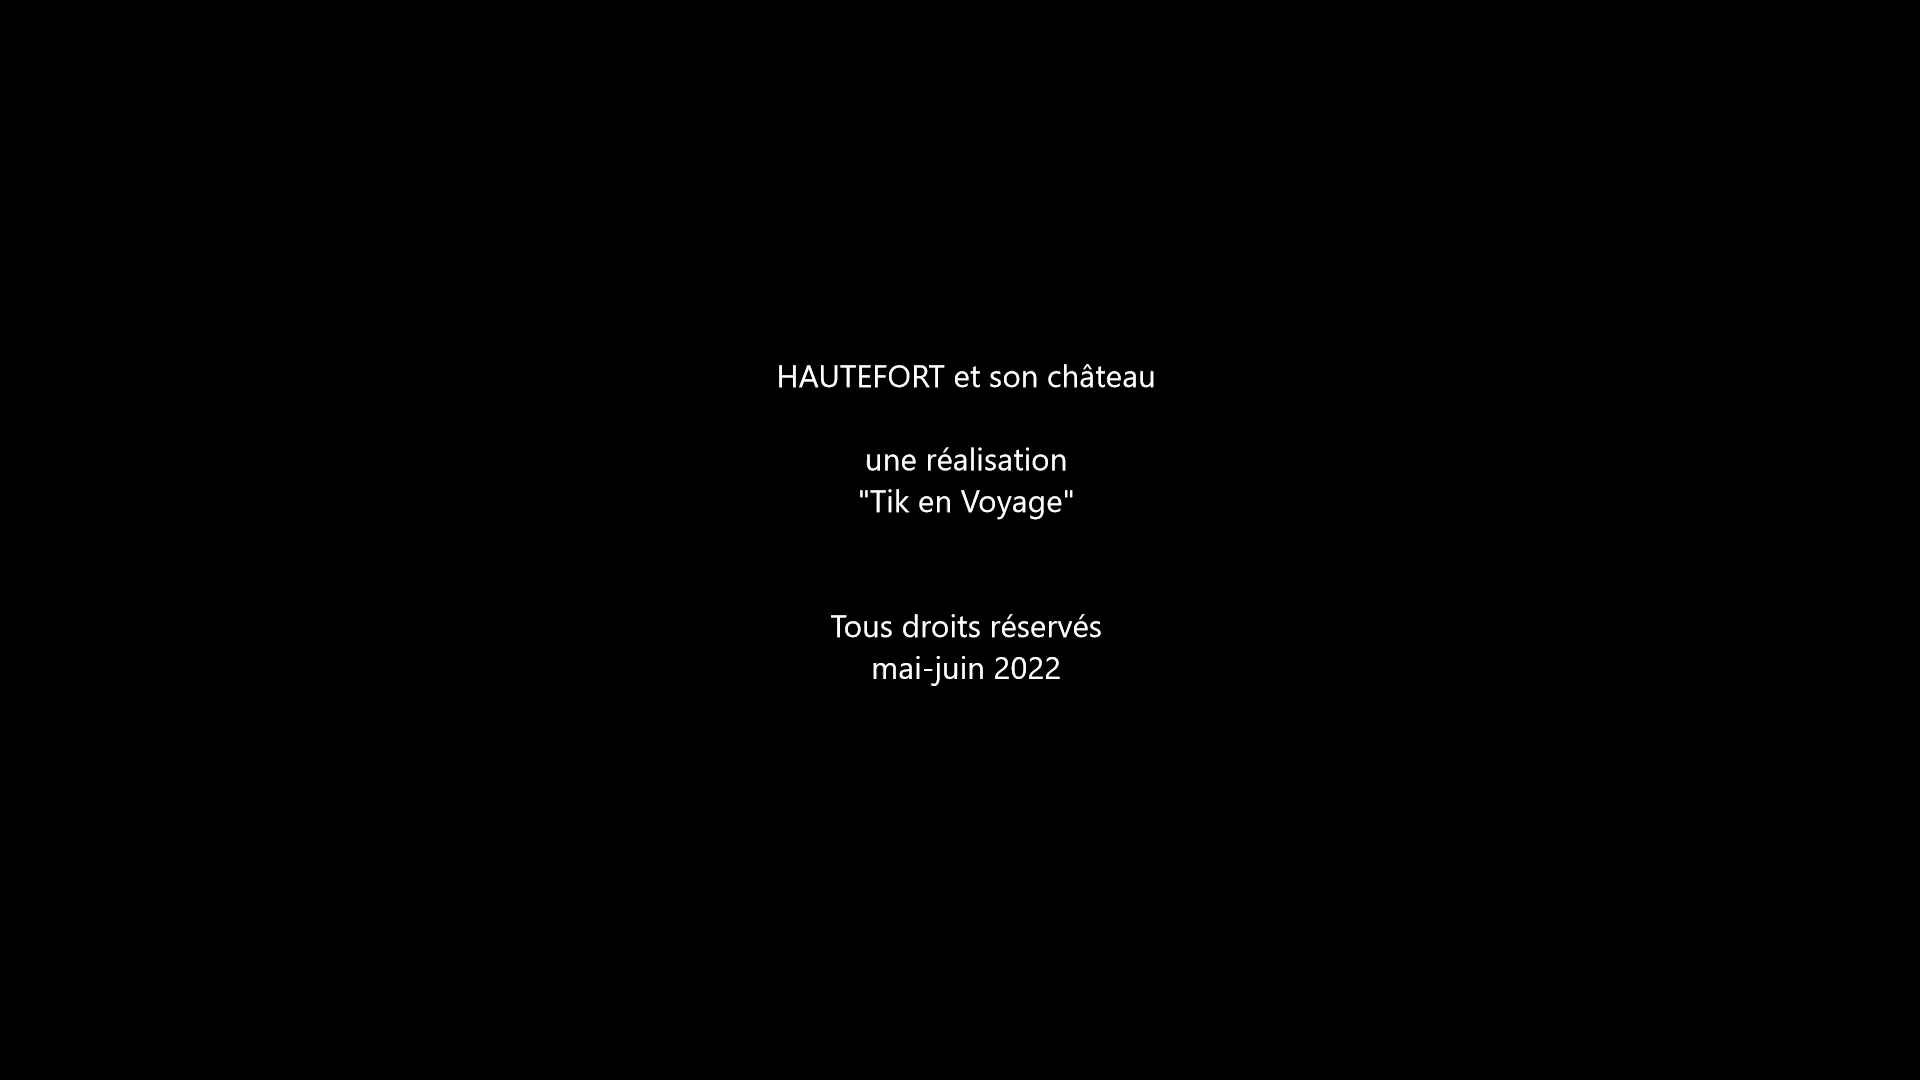 HAUTEFORT et son château
une réalisation
"Tik en Voyage"
Tous droits réservés
mai-juin 2022